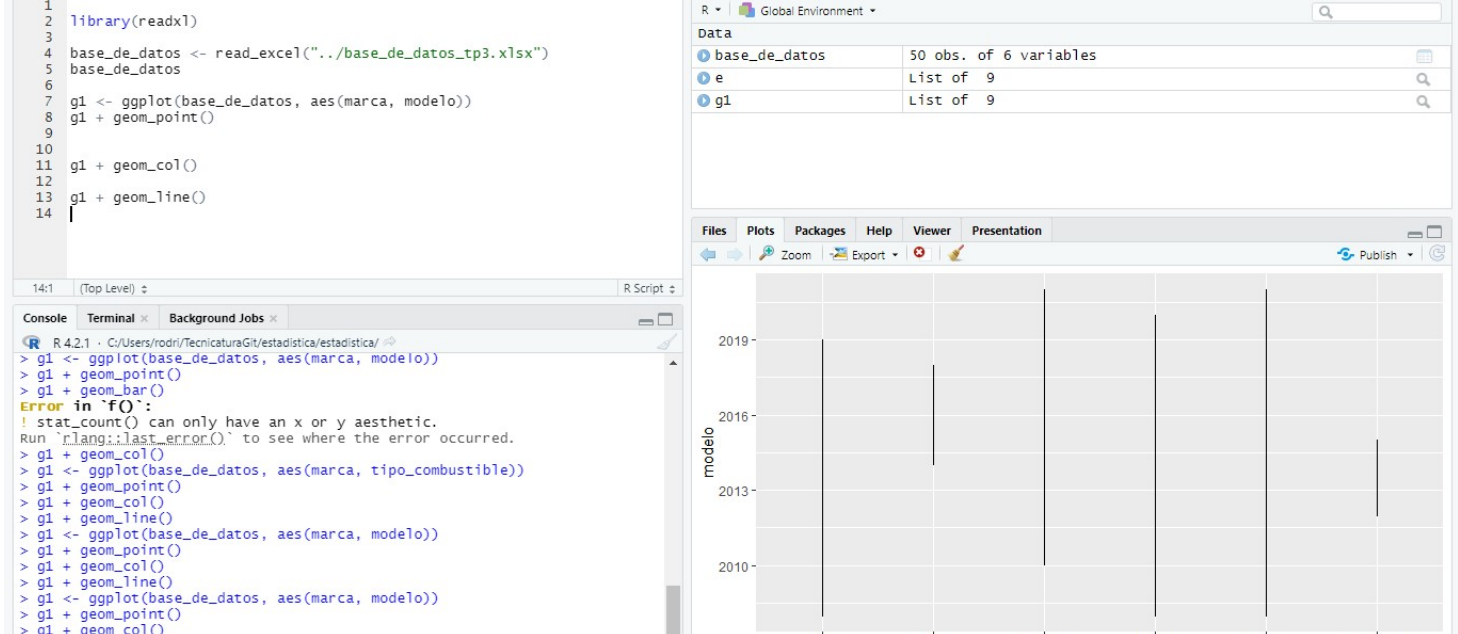 1
2 library(readxl)
3
4 base_de_datos <- read_excel("../base_de_datos_tp3.xlsx")
5 base_de_datos
6
7 g1 <- ggplot(base_de_datos, aes(marca, modelo))
8 g1 + geom_point()
9
10
11 g1 + geom_col()
12
13 g1 + geom_line()
14
14:1 (Top Level) R Script
Console Terminal × Background Jobs ×
R R 4.2.1 · C:/Users/rodri/TecnicaturaGit/estadistica/estadistica/
> g1 <- ggplot(base_de_datos, aes(marca, modelo))
> g1 + geom_point()
> g1 + geom_bar()
Error in `f()`:
! stat_count() can only have an x or y aesthetic.
Run `rlang::last_error()` to see where the error occurred.
> g1 + geom_col()
> g1 <- ggplot(base_de_datos, aes(marca, tipo_combustible))
> g1 + geom_point()
> g1 + geom_col()
> g1 + geom_line()
> g1 <- ggplot(base_de_datos, aes(marca, modelo))
> g1 + geom_point()
> g1 + geom_col()
> g1 + geom_line()
> g1 <- ggplot(base_de_datos, aes(marca, modelo))
> g1 + geom_point()
> g1 + geom_col()
R Global Environment
Data
base_de_datos 50 obs. of 6 variables
e List of 9
g1 List of 9
Files Plots Packages Help Viewer Presentation
Zoom Export Publish
2019
2016
modelo
2013
2010